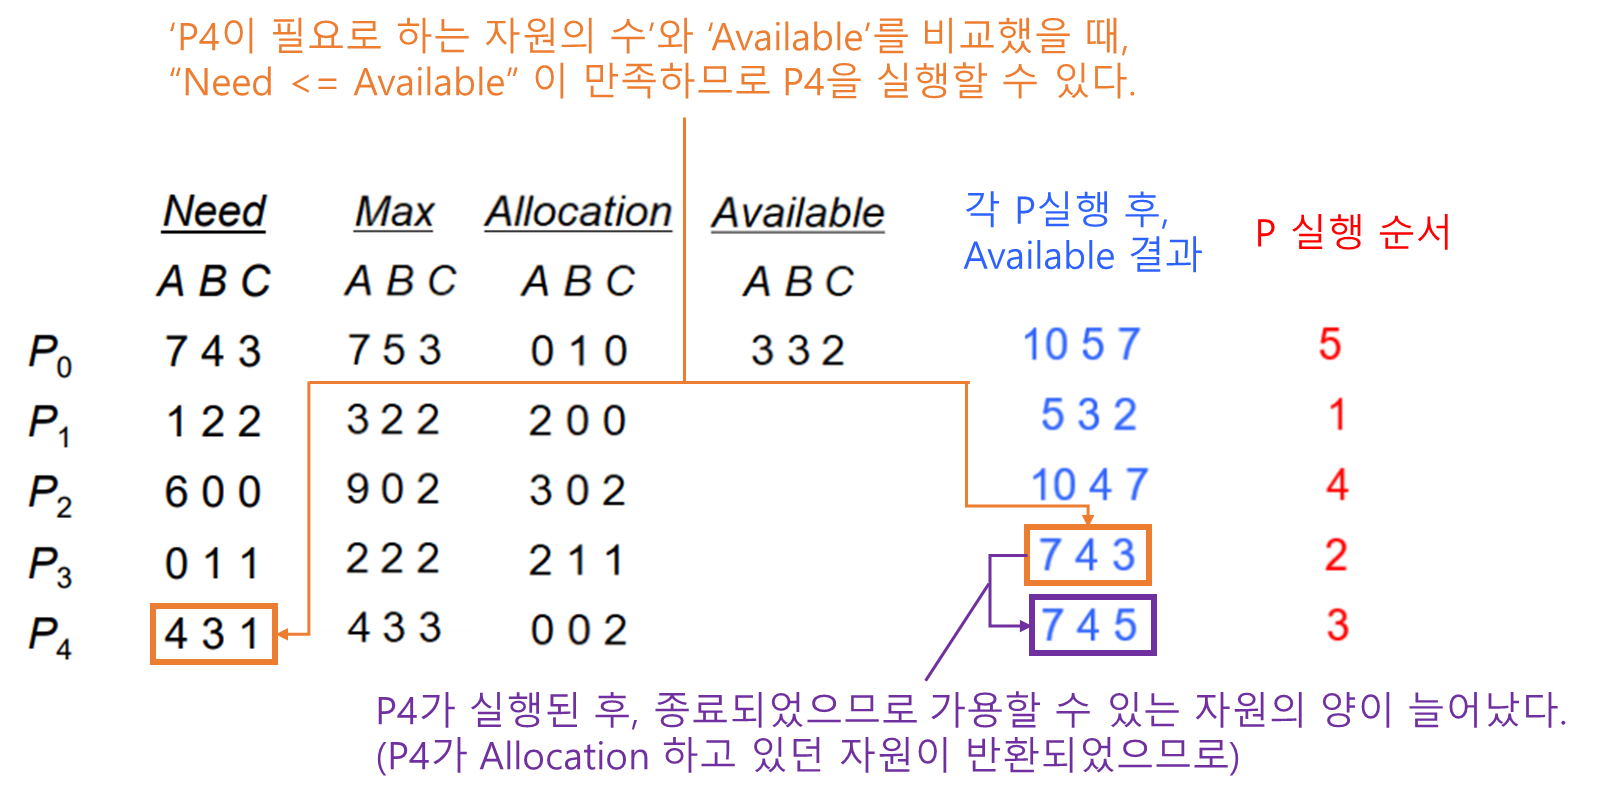 ‘P4이 필요로 하는 자원의 수’와 ‘Available’를 비교했을 때,
“Need <= Available” 이 만족하므로 P4을 실행할 수 있다.
Need Max Allocation Available 각 P실행 후, Available 결과 P 실행 순서
A B C A B C A B C A B C
P0 7 4 3 7 5 3 0 1 0 3 3 2 10 5 7 5
P1 1 2 2 3 2 2 2 0 0 5 3 2 1
P2 6 0 0 9 0 2 3 0 2 10 4 7 4
P3 0 1 1 2 2 2 2 1 1 7 4 3 2
P4 4 3 1 4 3 3 0 0 2 7 4 5 3
P4가 실행된 후, 종료되었으므로 가용할 수 있는 자원의 양이 늘어났다.
(P4가 Allocation 하고 있던 자원이 반환되었으므로)